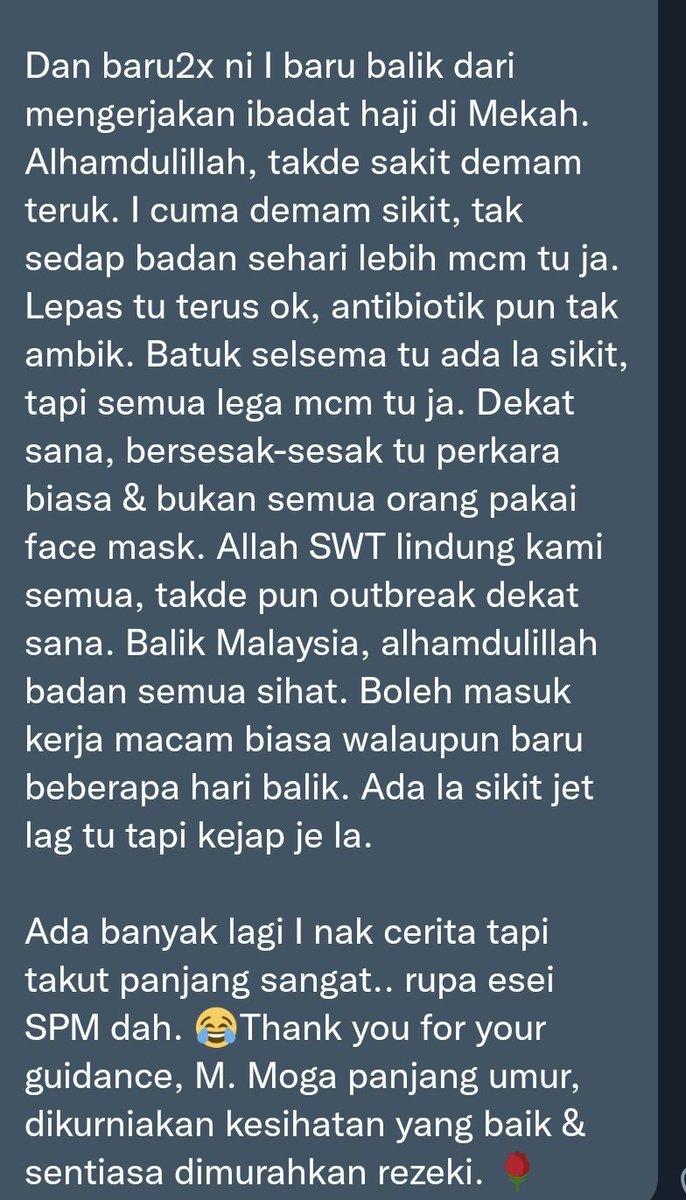 Dan baru2x ni I baru balik dari
mengerjakan ibadat haji di Mekah.
Alhamdulillah, takde sakit demam
teruk. I cuma demam sikit, tak
sedap badan sehari lebih mcm tu ja.
Lepas tu terus ok, antibiotik pun tak
ambik. Batuk selsema tu ada la sikit,
tapi semua lega mcm tu ja. Dekat
sana, bersesak-sesak tu perkara
biasa & bukan semua orang pakai
face mask. Allah SWT lindung kami
semua, takde pun outbreak dekat
sana. Balik Malaysia, alhamdulillah
badan semua sihat. Boleh masuk
kerja macam biasa walaupun baru
beberapa hari balik. Ada la sikit jet
lag tu tapi kejap je la.

Ada banyak lagi I nak cerita tapi
takut panjang sangat.. rupa esei
SPM dah. 😂Thank you for your
guidance, M. Moga panjang umur,
dikurniakan kesihatan yang baik &
sentiasa dimurahkan rezeki. 🌹